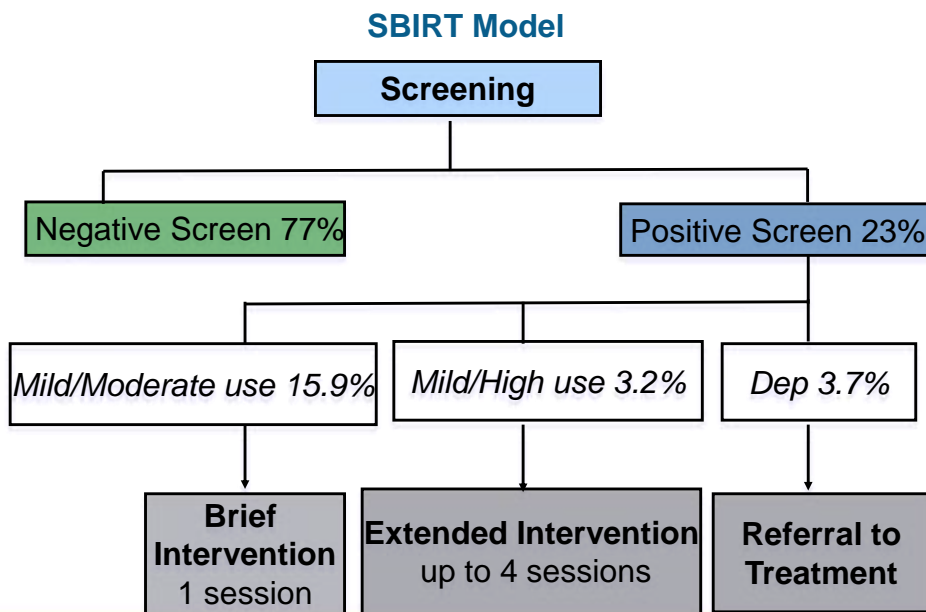 SBIRT Model
Screening
Negative Screen 77%
Positive Screen 23%
Mild/Moderate use 15.9%
Mild/High use 3.2%
Dep 3.7%
Brief
Intervention
1 session
Extended Intervention
up to 4 sessions
Referral to
Treatment